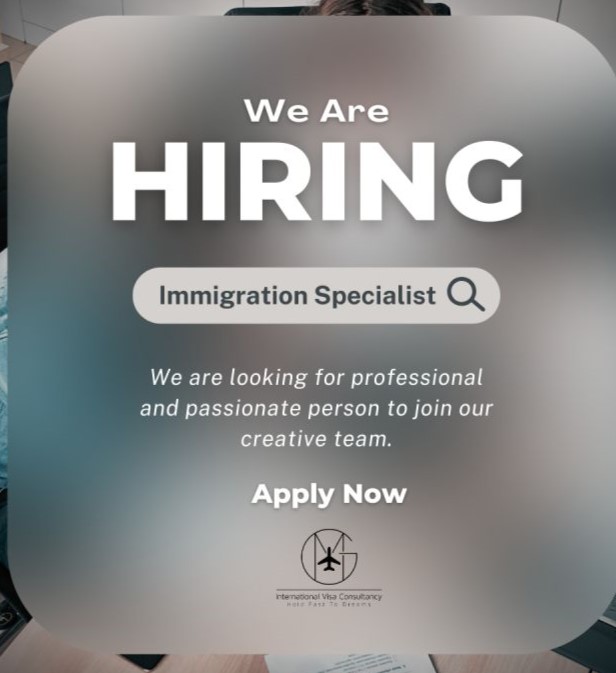 We Are
HIRING
Immigration Specialist
We are looking for professional
and passionate person to join our
creative team.
Apply Now
International Visa Consultancy